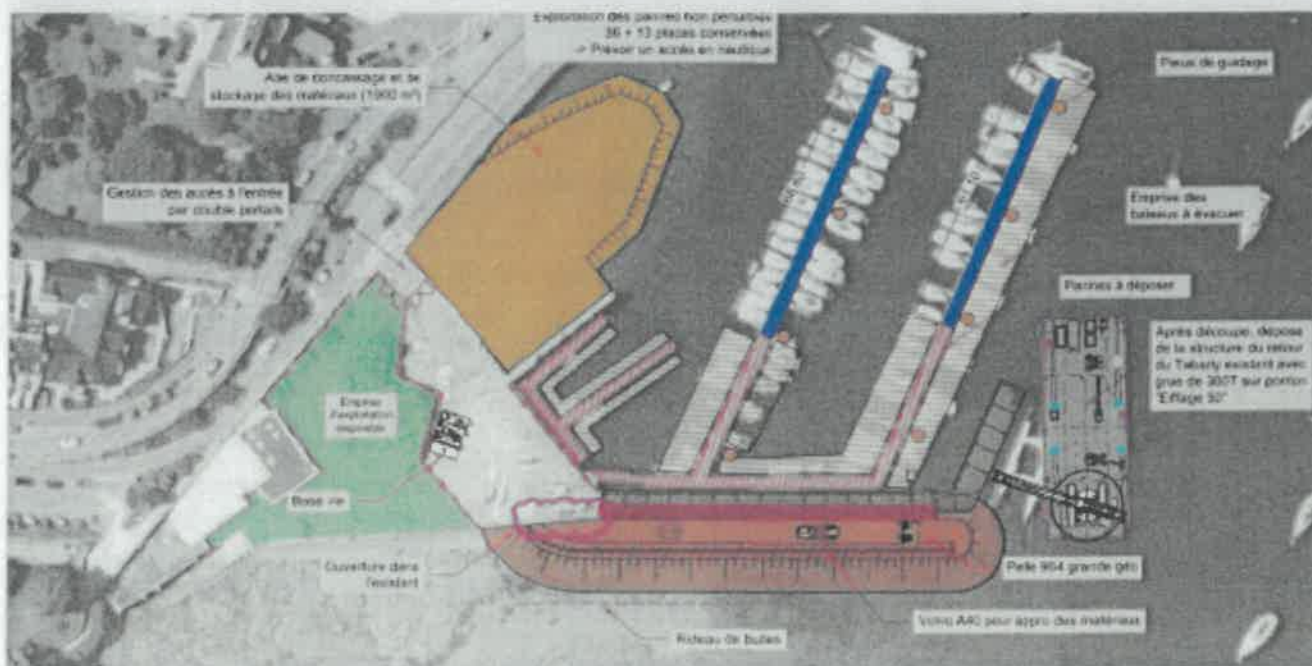 Exploitation des pannes non perturbée
36 + 13 places conservées
-> Prévoir un accès en nautique
Pieux de guidage
Aire de concassage et de
stockage des matériaux (1900 m²)
Gestion des accès à l'entrée
par double portails
Emprise des
bateaux à évacuer
Pannes à déposer
Après découpe, dépose
de la structure du retour
du Tabarly existant avec
grue de 300T sur ponton
"Eiffage 50"
Emprise
d'exploitation
disponible
Base vie
Ouverture dans
l'existant
Pelle 964 grande géo
Volvo A40 pour appro des matériaux
Rideau de bulles